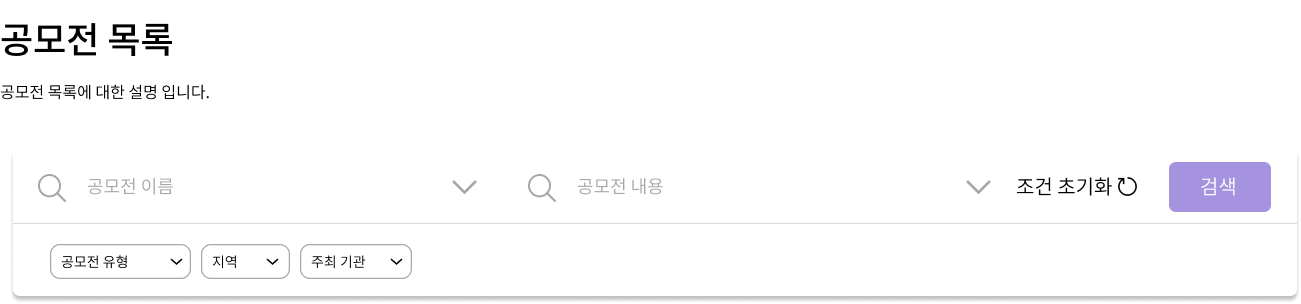 공모전 목록
공모전 목록에 대한 설명 입니다.
공모전 이름 공모전 내용 조건 초기화 검색
공모전 유형 지역 주최 기관